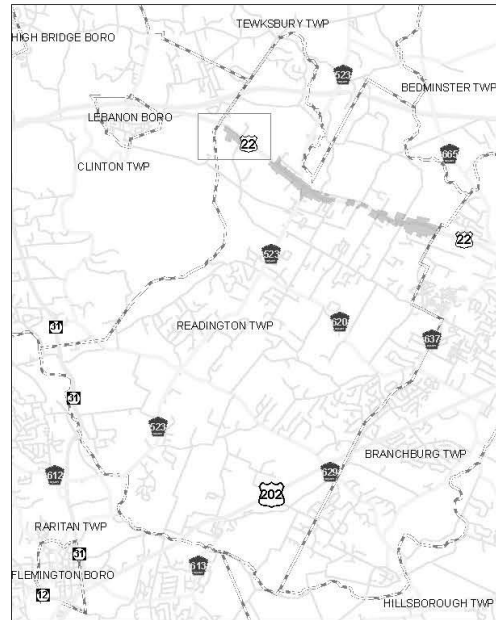 TEWKSBURY TWP
HIGH BRIDGE BORO
523
BEDMINSTER TWP
LEBANON BORO
22
665
CLINTON TWP
22
523
31
READINGTON TWP
620
637
31
523
BRANCHBURG TWP
612
629
202
RARITAN TWP
31
613
FLEMINGTON BORO
12
HILLSBOROUGH TWP